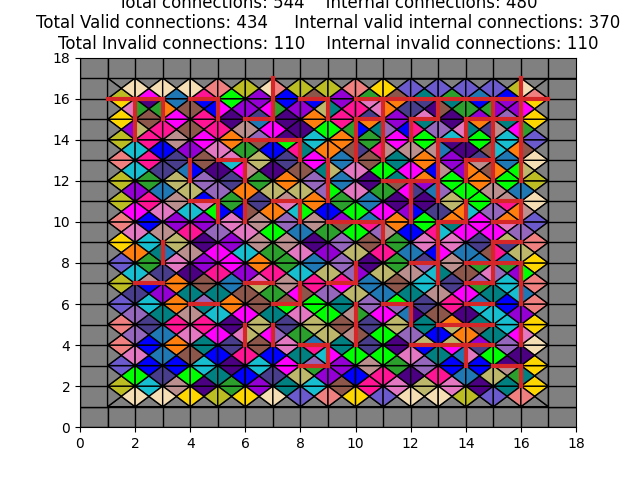 Total connections: 544    Internal connections: 480
Total Valid connections: 434    Internal valid internal connections: 370
Total Invalid connections: 110    Internal invalid connections: 110
18
16
14
12
10
8
6
4
2
0
0 2 4 6 8 10 12 14 16 18